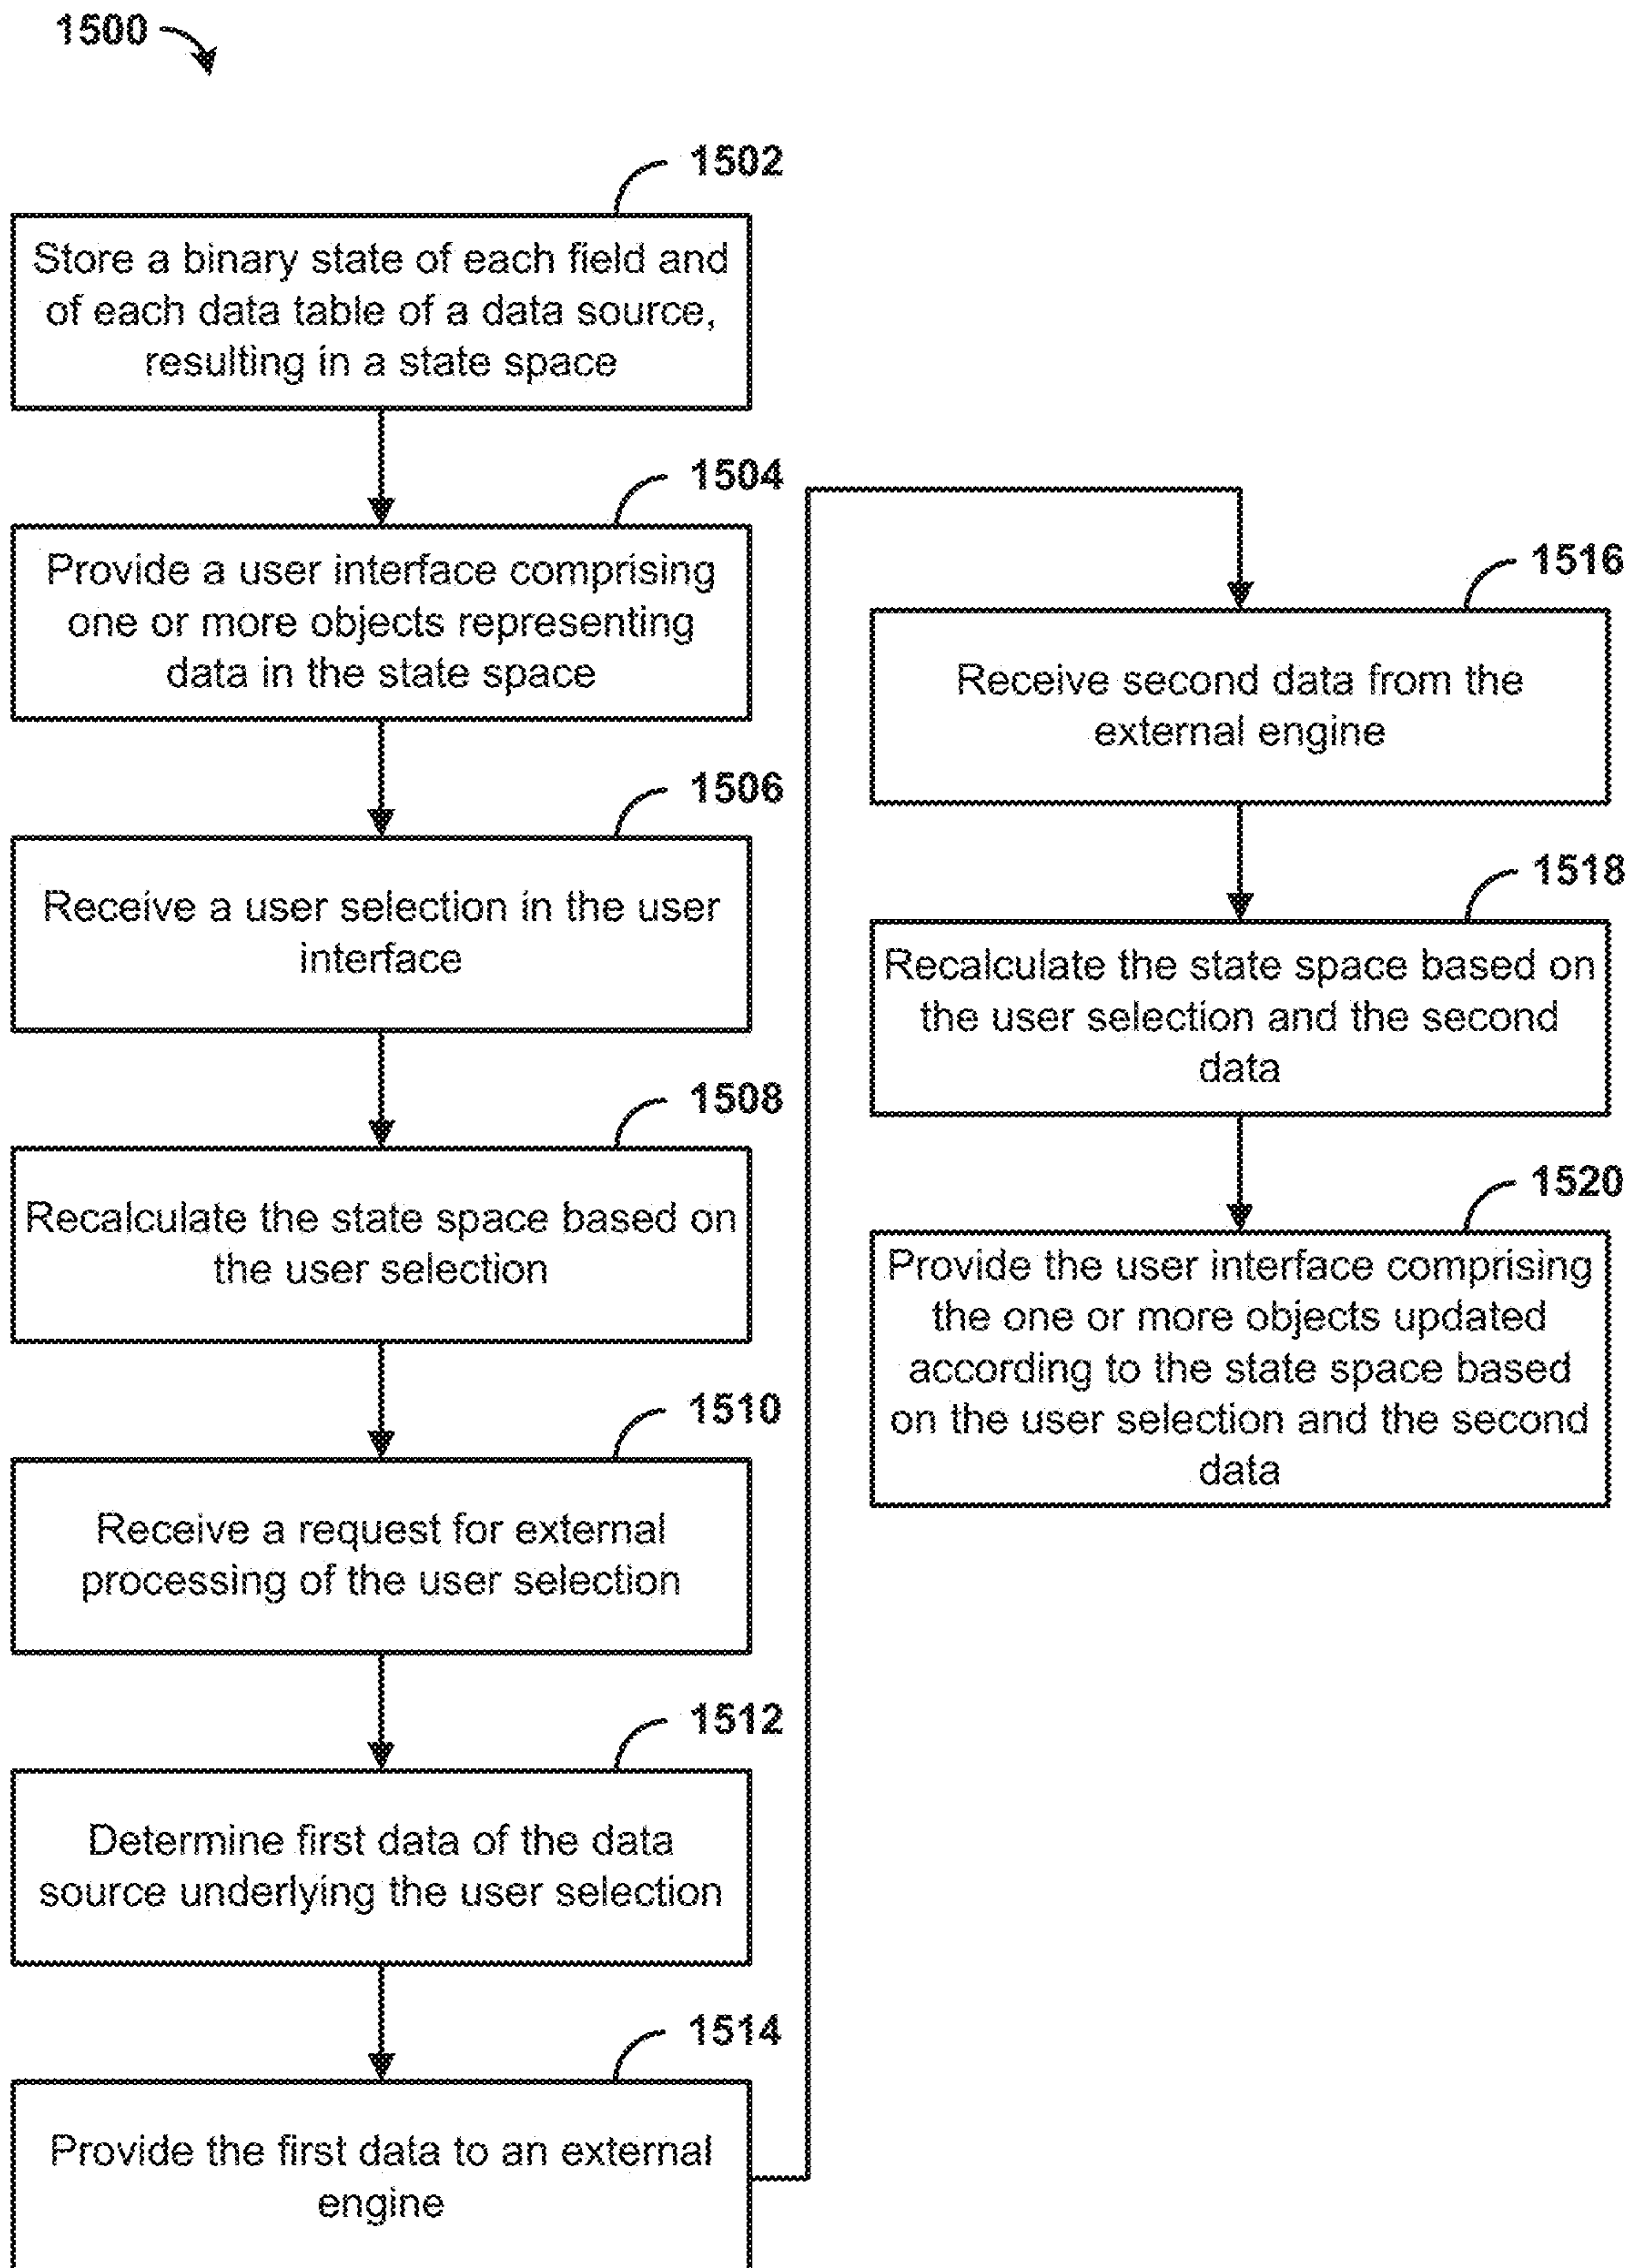 1500
1502
Store a binary state of each field and
of each data table of a data source,
resulting in a state space
1504
Provide a user interface comprising
one or more objects representing
data in the state space
1506
Receive a user selection in the user
interface
1508
Recalculate the state space based on
the user selection
1510
Receive a request for external
processing of the user selection
1512
Determine first data of the data
source underlying the user selection
1514
Provide the first data to an external
engine
1516
Receive second data from the
external engine
1518
Recalculate the state space based on
the user selection and the second
data
1520
Provide the user interface comprising
the one or more objects updated
according to the state space based
on the user selection and the second
data